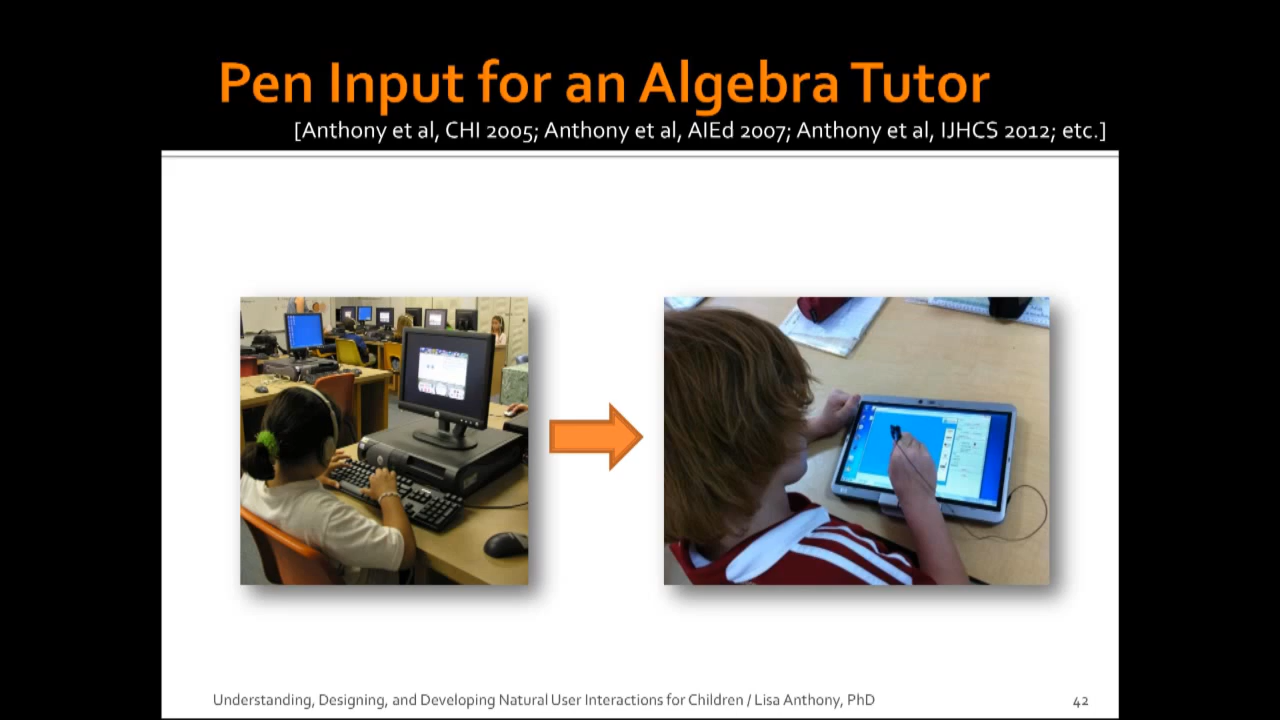 Pen Input for an Algebra Tutor
[Anthony et al, CHI 2005; Anthony et al, AIEd 2007; Anthony et al, IJHCS 2012; etc.]
Understanding, Designing, and Developing Natural User Interactions for Children / Lisa Anthony, PhD
42